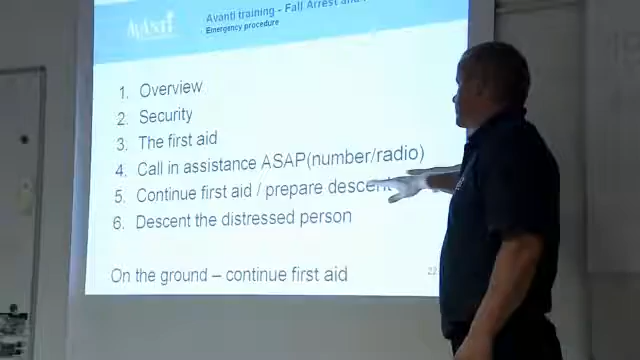 AVANTI
Avanti training - Fall Arrest and
- Emergency procedure
1. Overview
2. Security
3. The first aid
4. Call in assistance ASAP(number/radio)
5. Continue first aid / prepare descent
6. Descent the distressed person
On the ground – continue first aid
22